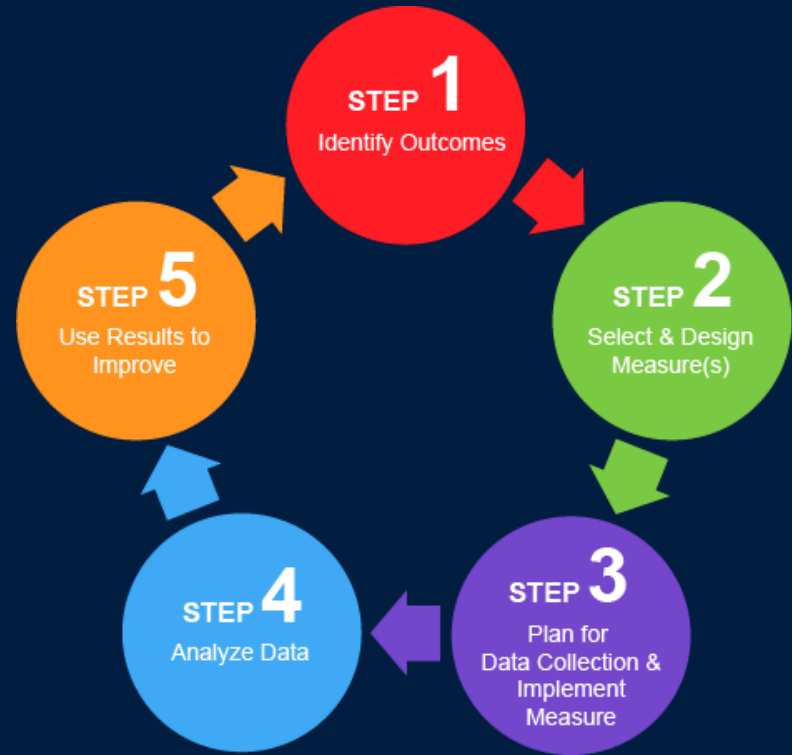 STEP 1
Identify Outcomes
STEP 2
Select & Design
Measure(s)
STEP 3
Plan for
Data Collection &
Implement
Measure
STEP 4
Analyze Data
STEP 5
Use Results to
Improve